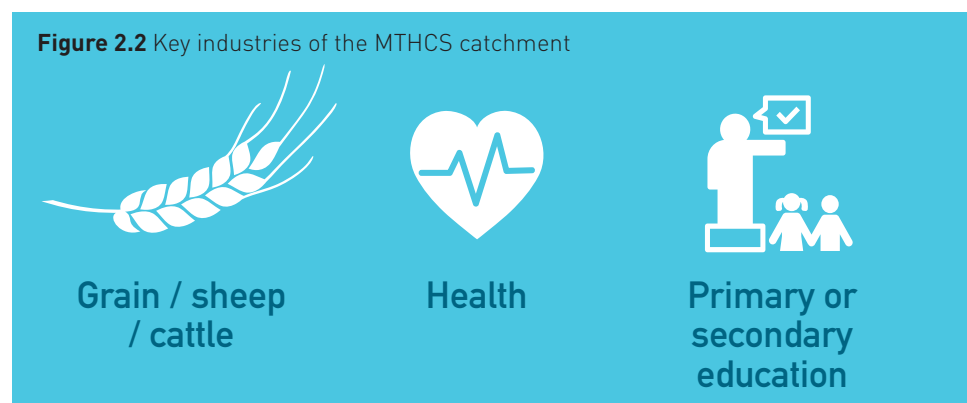 Figure 2.2 Key industries of the MTHCS catchment
Grain / sheep
/ cattle
Health
Primary or
secondary
education